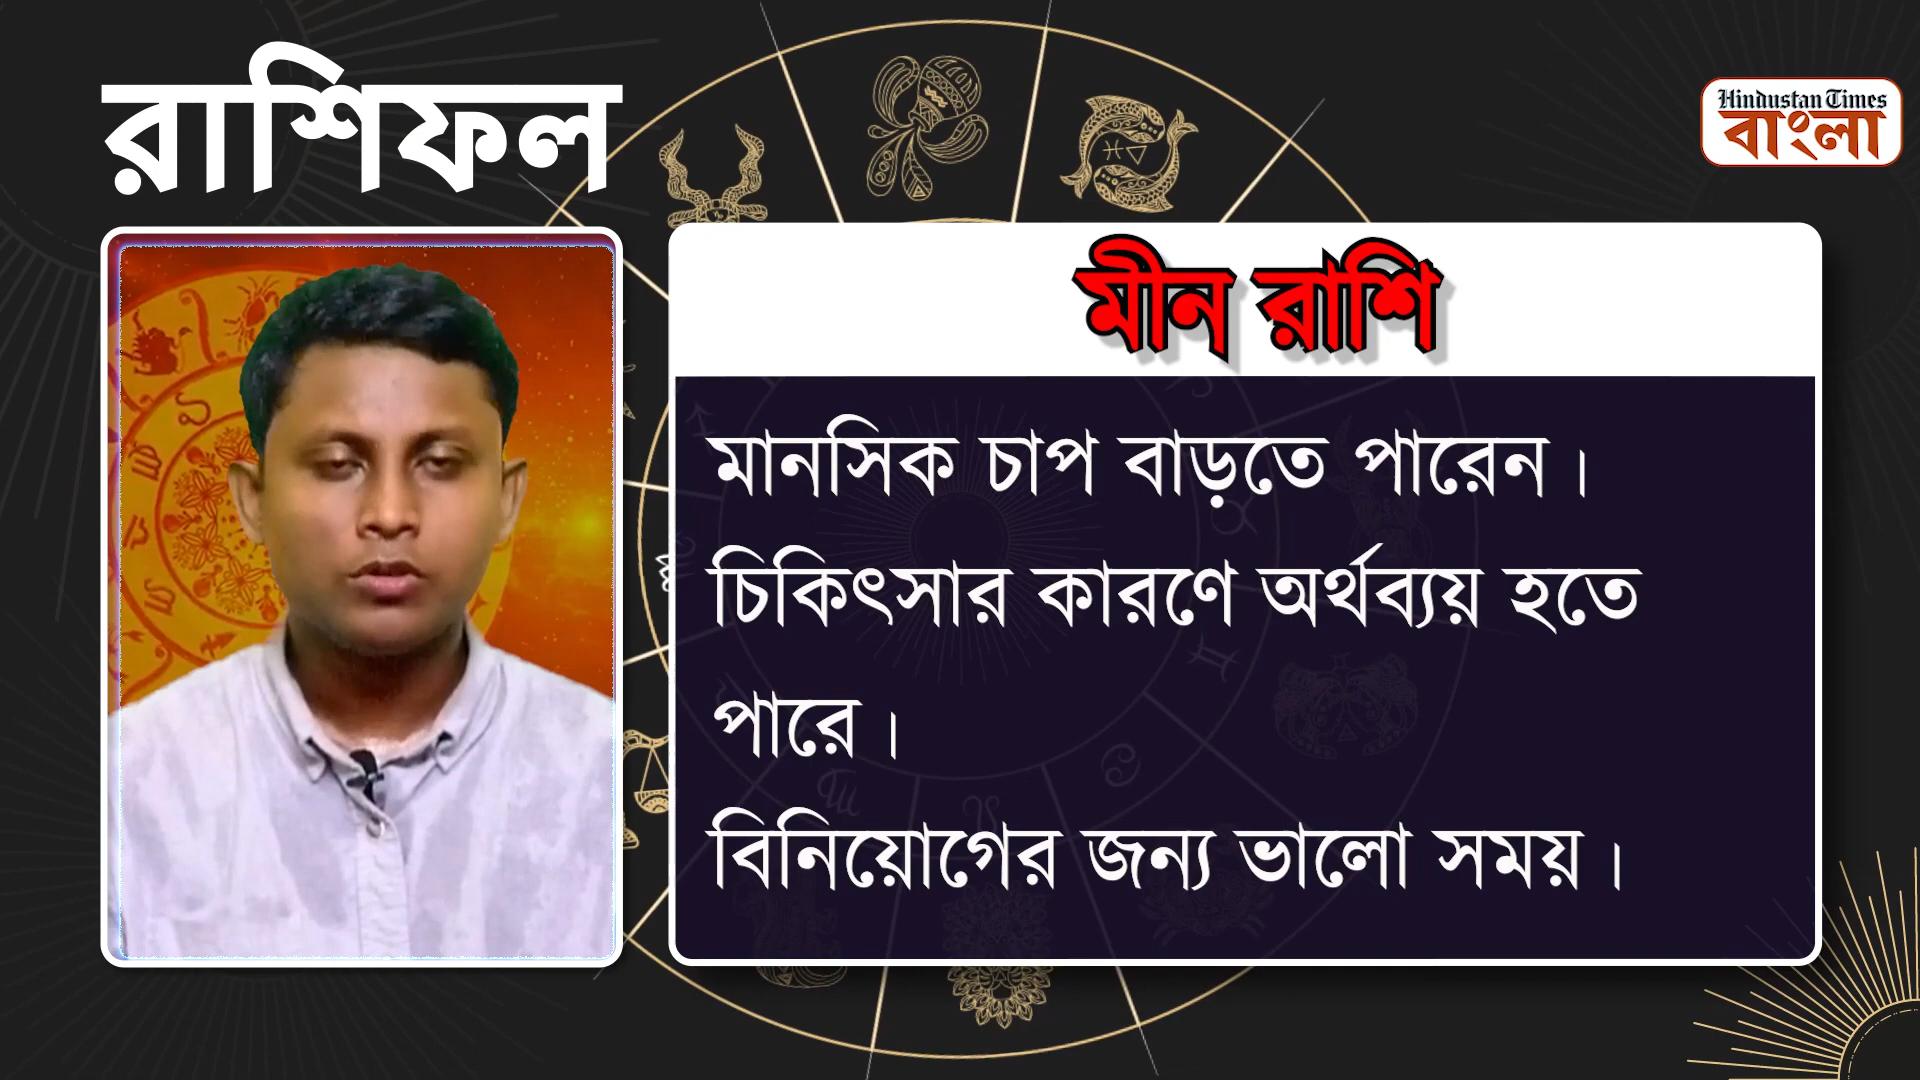 রাশিফল
Hindustan Times
বাংলা
মীন রাশি
মানসিক চাপ বাড়তে পারেন।
চিকিৎসার কারণে অর্থব্যয় হতে
পারে।
বিনিয়োগের জন্য ভালো সময়।